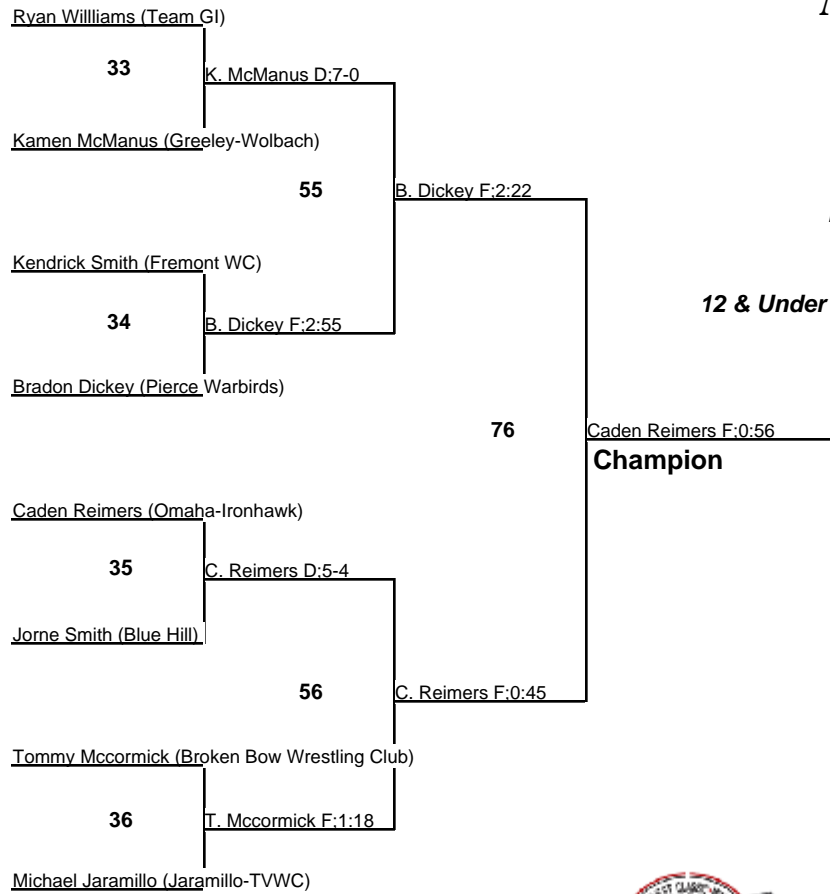 Ryan Willliams (Team GI)
33
K. McManus D;7-0
Kamen McManus (Greeley-Wolbach)
55
B. Dickey F;2:22
Kendrick Smith (Fremont WC)
12 & Under
34
B. Dickey F;2:55
Bradon Dickey (Pierce Warbirds)
76
Caden Reimers F;0:56
Champion
Caden Reimers (Omaha-Ironhawk)
35
C. Reimers D;5-4
Jorne Smith (Blue Hill)
56
C. Reimers F;0:45
Tommy Mccormick (Broken Bow Wrestling Club)
36
T. Mccormick F;1:18
Michael Jaramillo (Jaramillo-TVWC)